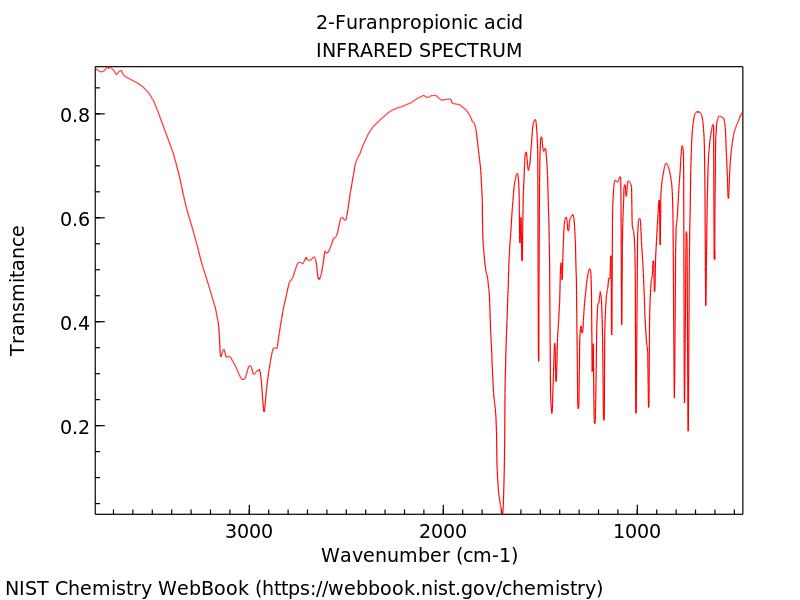 2-Furanpropionic acid
INFRARED SPECTRUM
Transmitance
0.8
0.6
0.4
0.2
3000 2000 1000
Wavenumber (cm-1)
NIST Chemistry WebBook (https://webbook.nist.gov/chemistry)